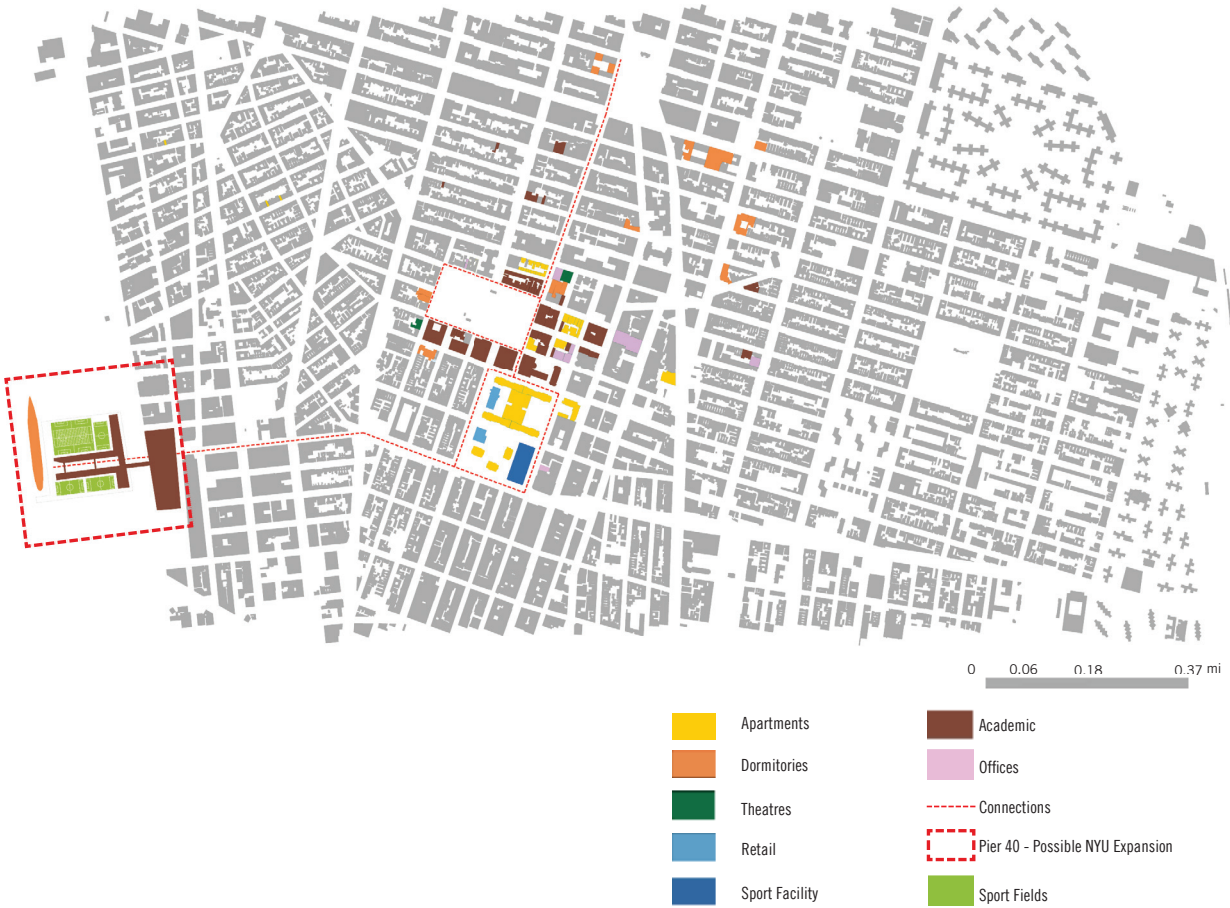 0 0.06 0.18 0.37 mi
Apartments
Dormitories
Theatres
Retail
Sport Facility
Academic
Offices
Connections
Pier 40 - Possible NYU Expansion
Sport Fields